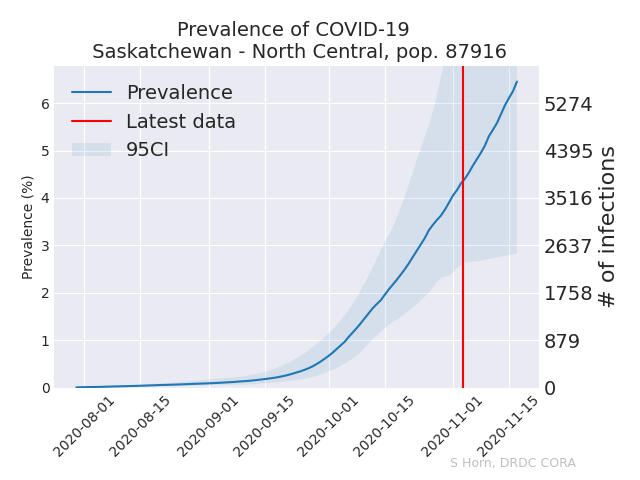 Prevalence of COVID-19
Saskatchewan - North Central, pop. 87916
Prevalence
Latest data
95CI
Prevalence (%)
6
5
4
3
2
1
0
5274
4395
3516
2637
1758
879
0
# of infections
2020-08-01
2020-08-15
2020-09-01
2020-09-15
2020-10-01
2020-10-15
2020-11-01
2020-11-15
S Horn, DRDC CORA